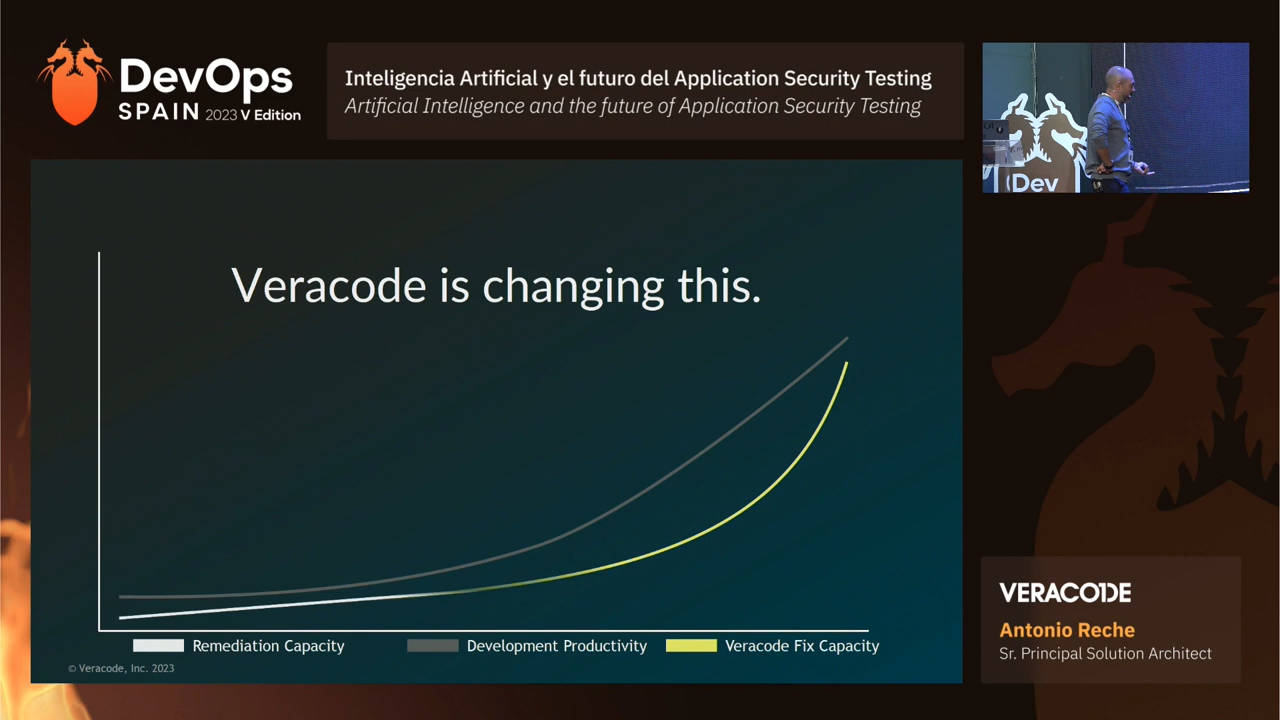 DevOps
SPAIN 2023 V Edition
Inteligencia Artificial y el futuro del Application Security Testing
Artificial Intelligence and the future of Application Security Testing
Dev
Veracode is changing this.
Remediation Capacity
Development Productivity
Veracode Fix Capacity
© Veracode, Inc. 2023
VERACODE
Antonio Reche
Sr. Principal Solution Architect